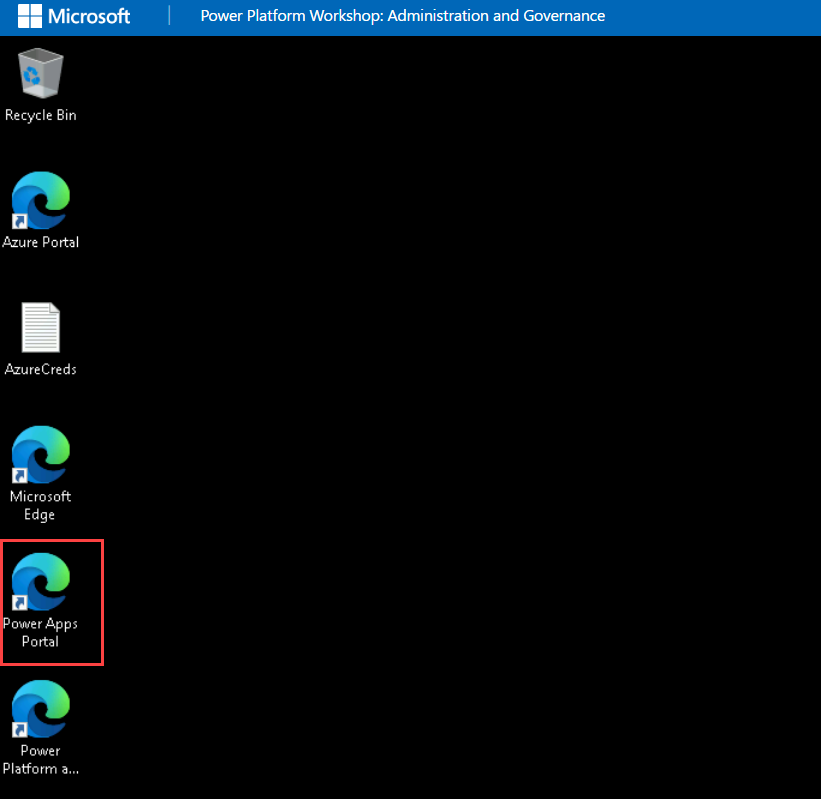 Microsoft | Power Platform Workshop: Administration and Governance
Recycle Bin
Azure Portal
AzureCreds
Microsoft
Edge
Power Apps
Portal
Power
Platform a...